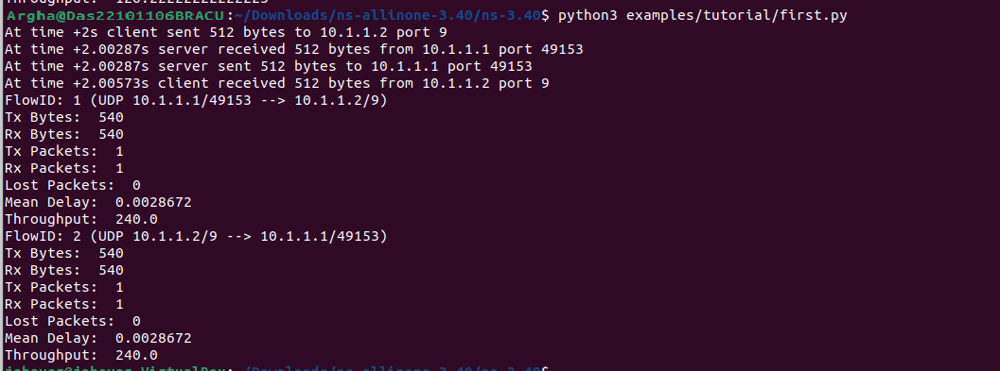 Throughput: 128.22222222222223
Argha@Das22101106BRACU:~/Downloads/ns-allinone-3.40/ns-3.40$ python3 examples/tutorial/first.py
At time +2s client sent 512 bytes to 10.1.1.2 port 9
At time +2.00287s server received 512 bytes from 10.1.1.1 port 49153
At time +2.00287s server sent 512 bytes to 10.1.1.1 port 49153
At time +2.00573s client received 512 bytes from 10.1.1.2 port 9
FlowID: 1 (UDP 10.1.1.1/49153 --> 10.1.1.2/9)
Tx Bytes:  540
Rx Bytes:  540
Tx Packets:  1
Rx Packets:  1
Lost Packets:  0
Mean Delay:  0.0028672
Throughput:  240.0
FlowID: 2 (UDP 10.1.1.2/9 --> 10.1.1.1/49153)
Tx Bytes:  540
Rx Bytes:  540
Tx Packets:  1
Rx Packets:  1
Lost Packets:  0
Mean Delay:  0.0028672
Throughput:  240.0
~/Downloads/ns-allinone-3.40/ns-3.40$